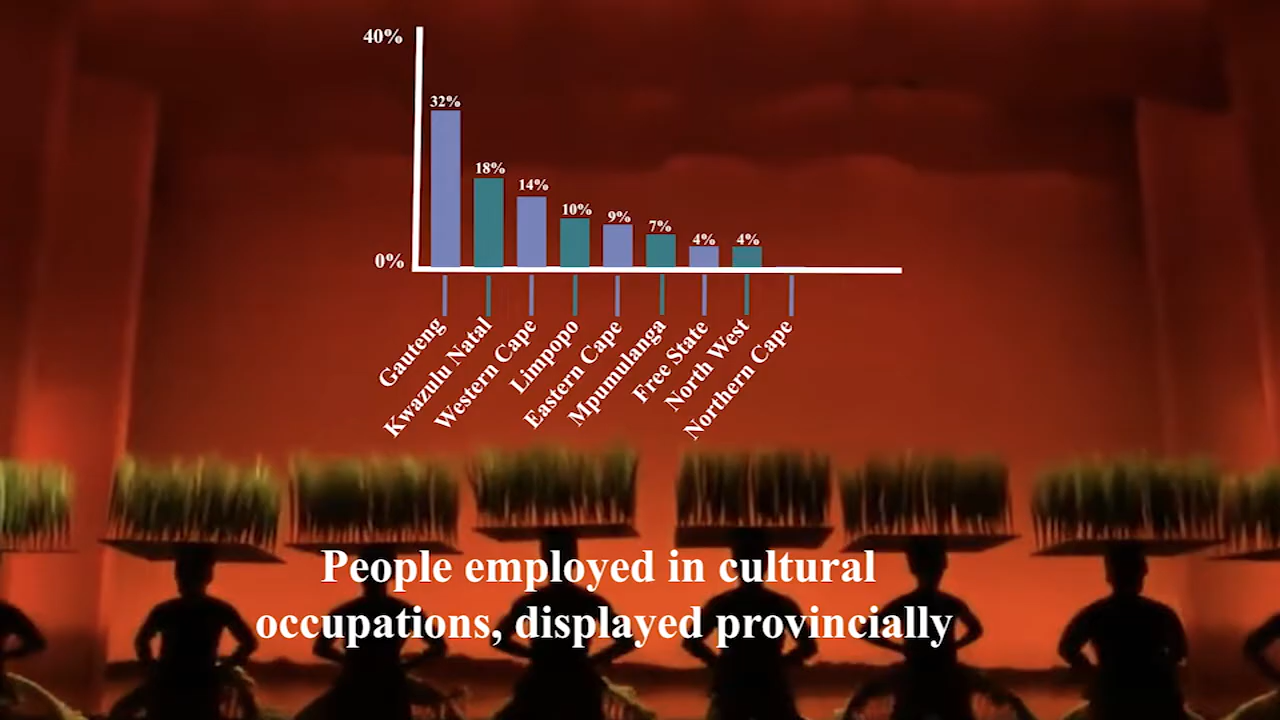 40%
32%
18%
14%
10%
9%
7%
4%
4%
0%
Gauteng
Kwazulu Natal
Western Cape
Limpopo
Eastern Cape
Mpumulanga
Free State
North West
Northern Cape
People employed in cultural
occupations, displayed provincially